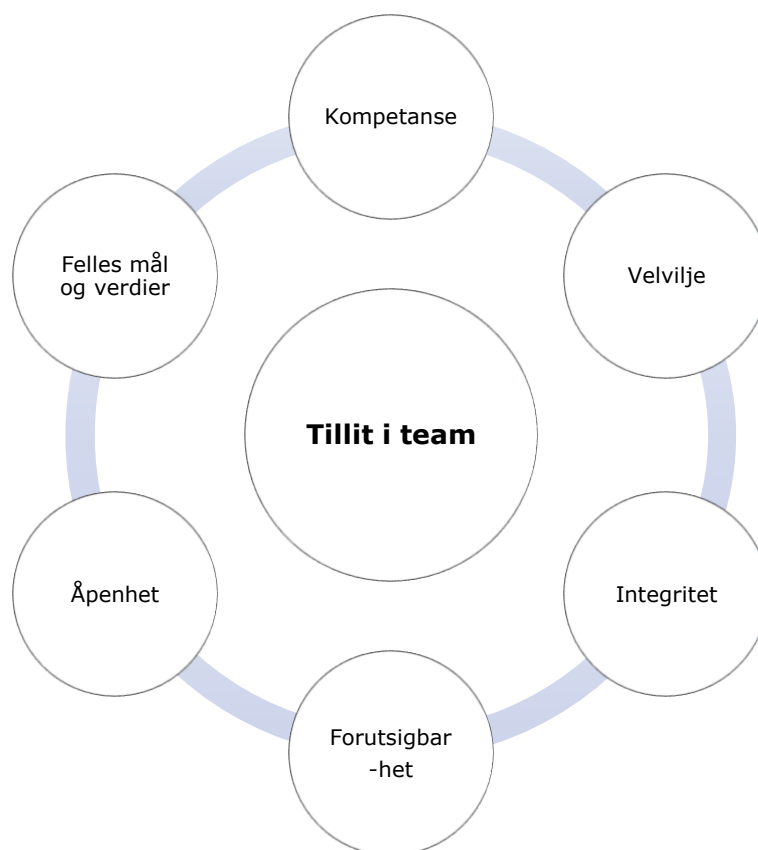 Kompetanse
Velvilje
Felles mål
og verdier
Tillit i team
Åpenhet
Integritet
Forutsigbar
-het